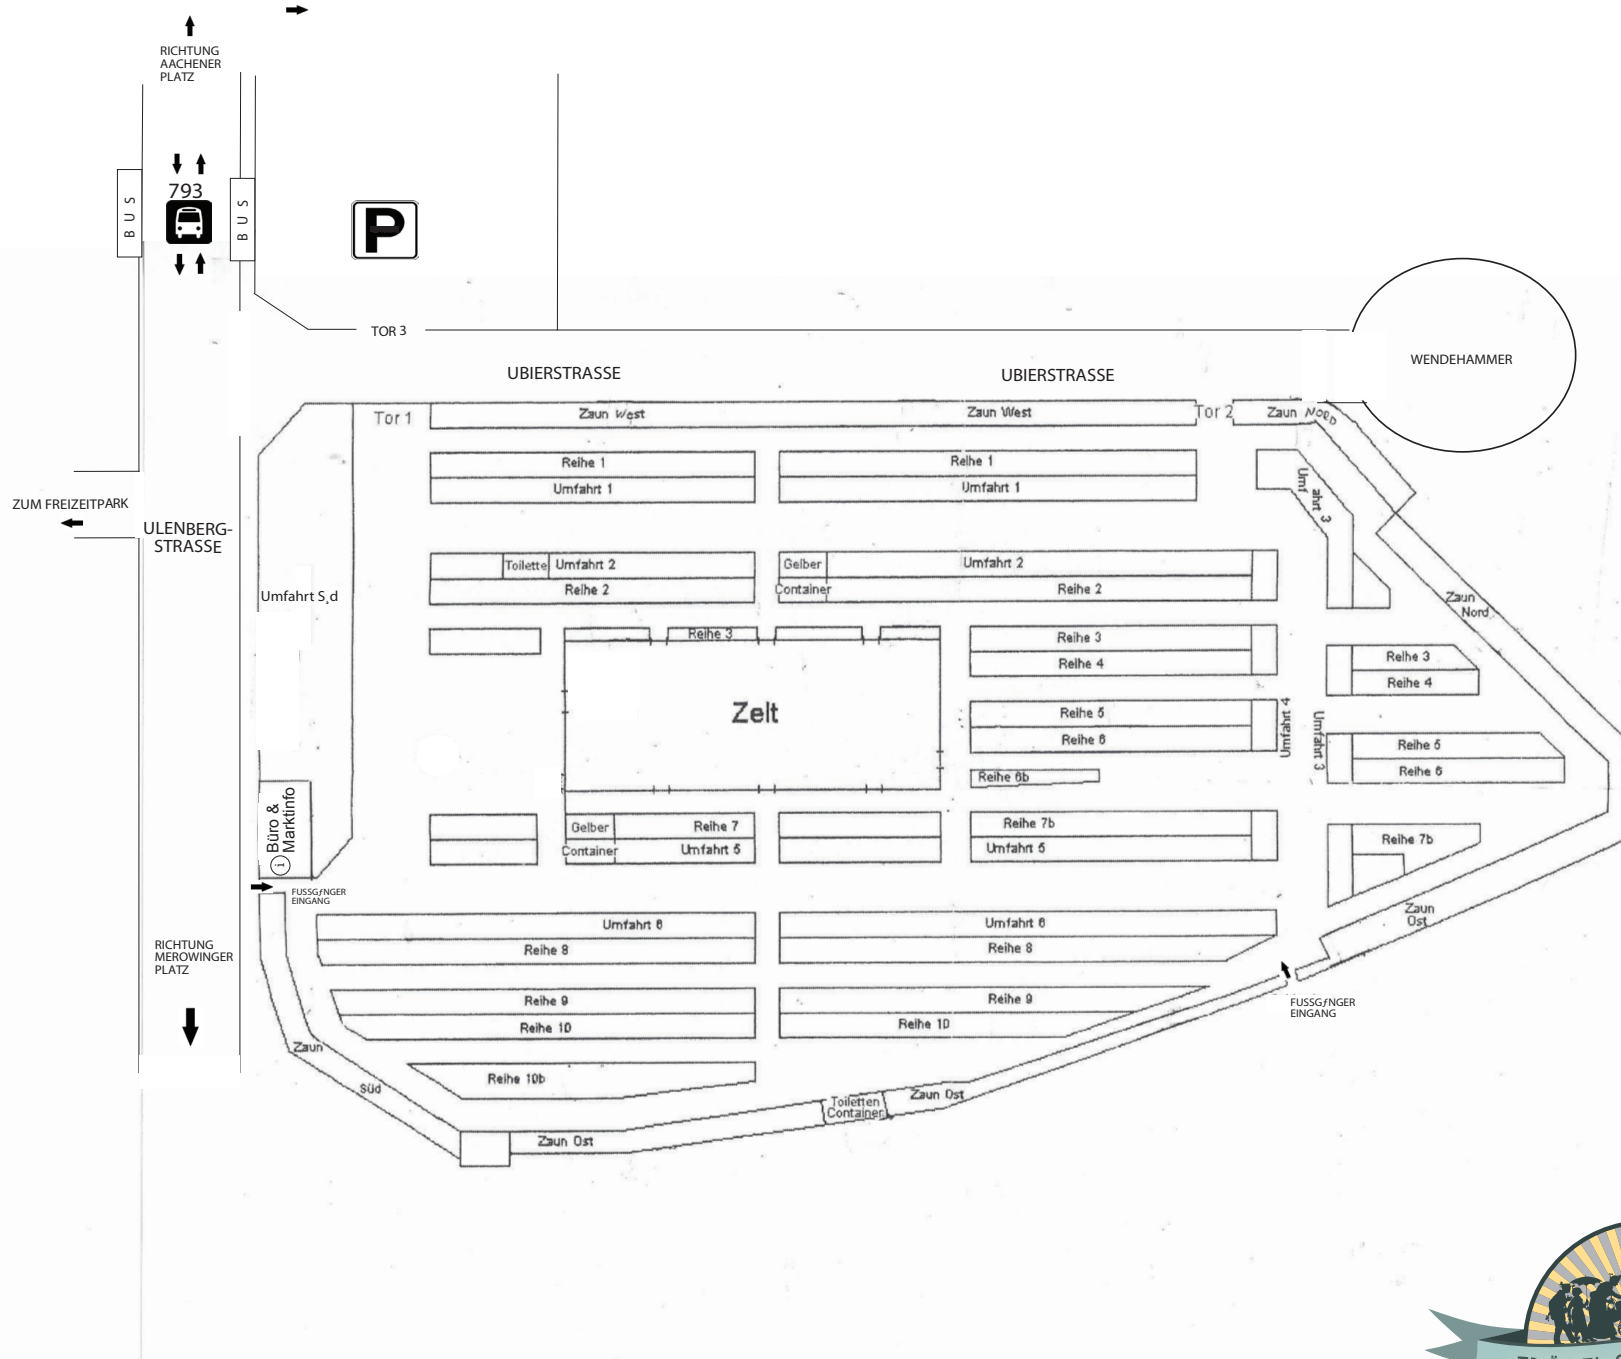 RICHTUNG
AACHENER
PLATZ
793
BUS
BUS
P
TOR 3
UBIERSTRASSE
UBIERSTRASSE
WENDEHAMMER
Tor 1
Zaun West
Zaun West
Tor 2
Zaun NORD
Reihe 1
Umfahrt 1
Reihe 1
Umfahrt 1
Umfahrt 3
ZUM FREIZEITPARK
ULENBERG-
STRASSE
Toilette
Umfahrt 2
Reihe 2
Gelber
Container
Umfahrt 2
Reihe 2
Umfahrt S¸d
Zaun
Nord
Reihe 3
Zelt
Reihe 3
Reihe 4
Reihe 3
Reihe 4
Reihe 5
Reihe 6
Umfahrt 4
Umfahrt 3
Reihe 5
Reihe 6
Reihe 6b
Büro &
Marktinfo
i
Gelber
Container
Reihe 7
Umfahrt 5
Reihe 7b
Umfahrt 5
Reihe 7b
FUSSGƒNGER
EINGANG
Zaun
Ost
Umfahrt 6
Reihe 8
Umfahrt 6
Reihe 8
RICHTUNG
MEROWINGER
PLATZ
Reihe 9
Reihe 10
Reihe 9
Reihe 10
FUSSGƒNGER
EINGANG
Zaun
Süd
Reihe 10b
Toiletten
Container
Zaun Ost
Zaun Ost